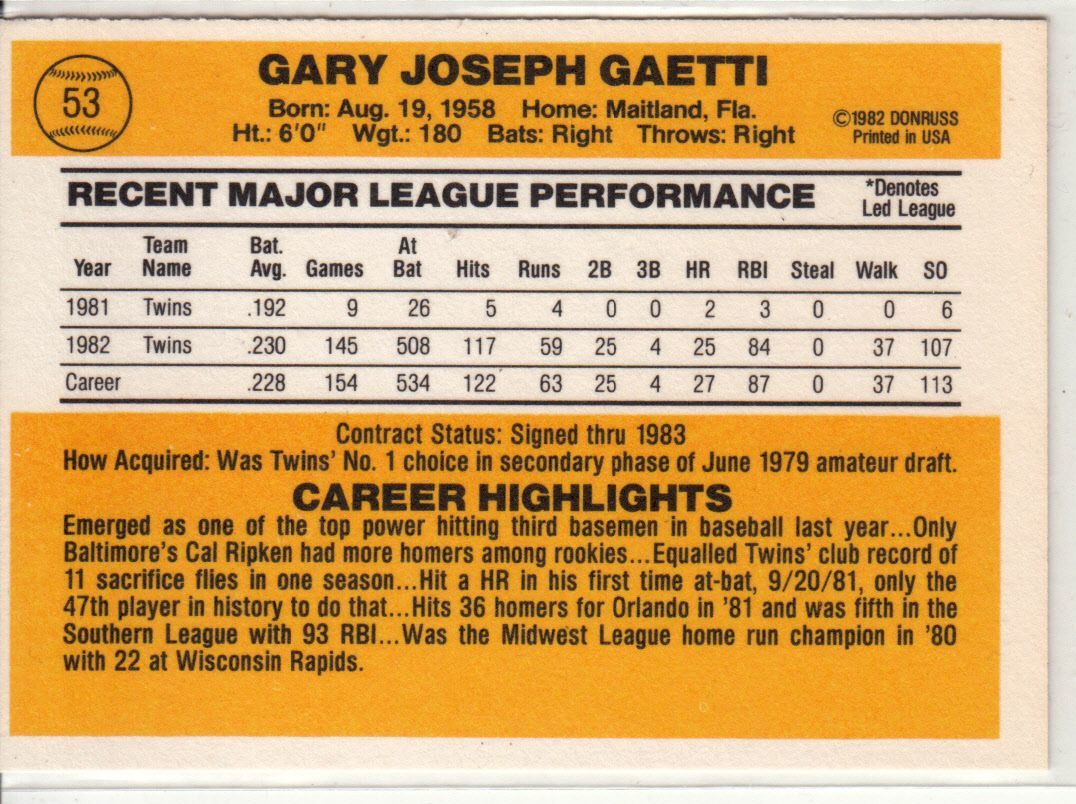 53
GARY JOSEPH GAETTI
Born: Aug. 19, 1958 Home: Maitland, Fla.
Ht.: 6'0" Wgt.: 180 Bats: Right Throws: Right
©1982 DONRUSS
Printed in USA
RECENT MAJOR LEAGUE PERFORMANCE
*Denotes
Led League
Year Team Name Bat. Avg. Games At Bat Hits Runs 2B 3B HR RBI Steal Walk SO
1981 Twins .192 9 26 5 4 0 0 2 3 0 0 6
1982 Twins .230 145 508 117 59 25 4 25 84 0 37 107
Career .228 154 534 122 63 25 4 27 87 0 37 113
Contract Status: Signed thru 1983
How Acquired: Was Twins' No. 1 choice in secondary phase of June 1979 amateur draft.
CAREER HIGHLIGHTS
Emerged as one of the top power hitting third basemen in baseball last year...Only
Baltimore's Cal Ripken had more homers among rookies...Equalled Twins' club record of
11 sacrifice flies in one season...Hit a HR in his first time at-bat, 9/20/81, only the
47th player in history to do that...Hits 36 homers for Orlando in '81 and was fifth in the
Southern League with 93 RBI...Was the Midwest League home run champion in '80
with 22 at Wisconsin Rapids.